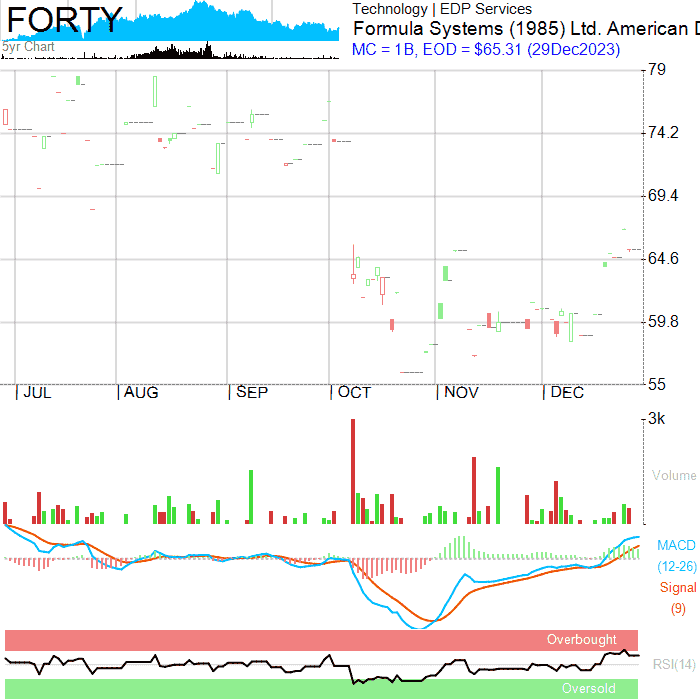 FORTY
5yr Chart
Technology | EDP Services
Formula Systems (1985) Ltd. American D
MC = 1B, EOD = $65.31 (29Dec2023)
79
74.2
69.4
64.6
59.8
55
| JUL | AUG | SEP | OCT | NOV | DEC
3k
Volume
MACD
(12-26)
Signal
(9)
Overbought
RSI(14)
Oversold